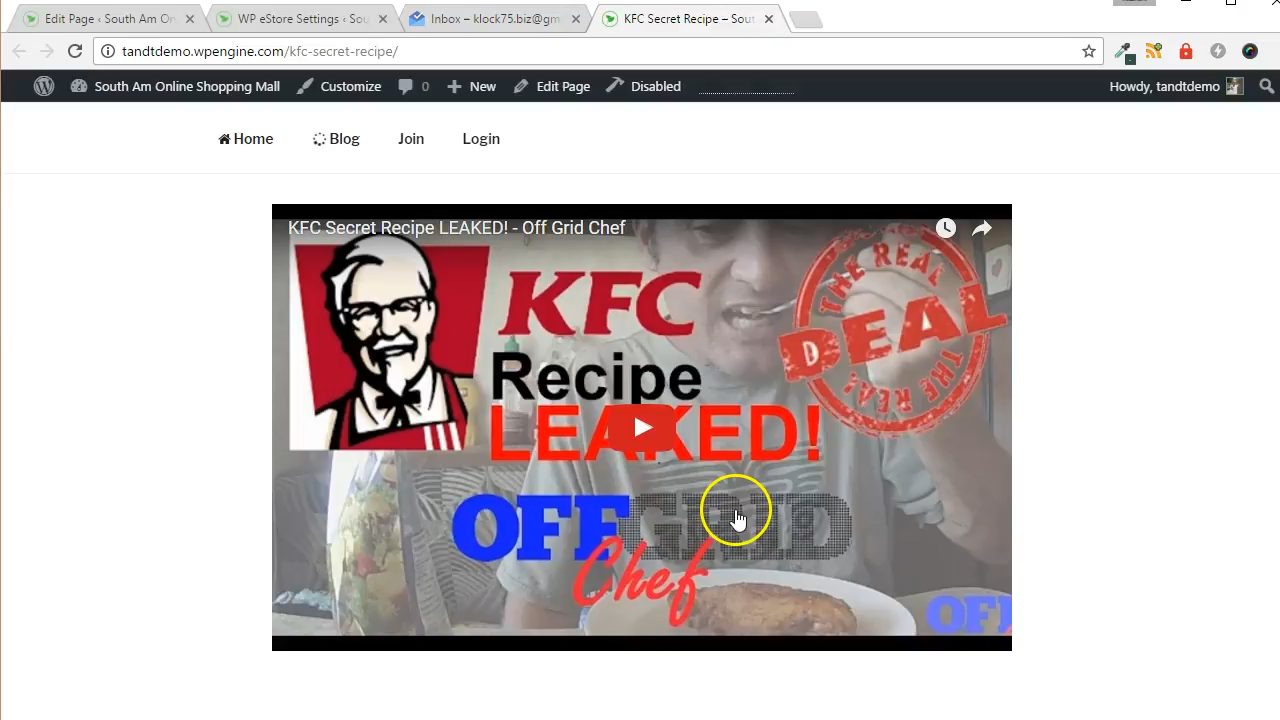 Edit Page ‹ South Am On
WP eStore Settings ‹ Sou
Inbox – klock75.biz@gm
KFC Secret Recipe – Sout
tandtdemo.wpengine.com/kfc-secret-recipe/
South Am Online Shopping Mall
Customize
0
New
Edit Page
Disabled
Howdy, tandtdemo
Home
Blog
Join
Login
KFC Secret Recipe LEAKED! - Off Grid Chef
KFC
Recipe
LEAKED!
THE REAL
DEAL
THE REAL
OFFGRID
Chef
OFF